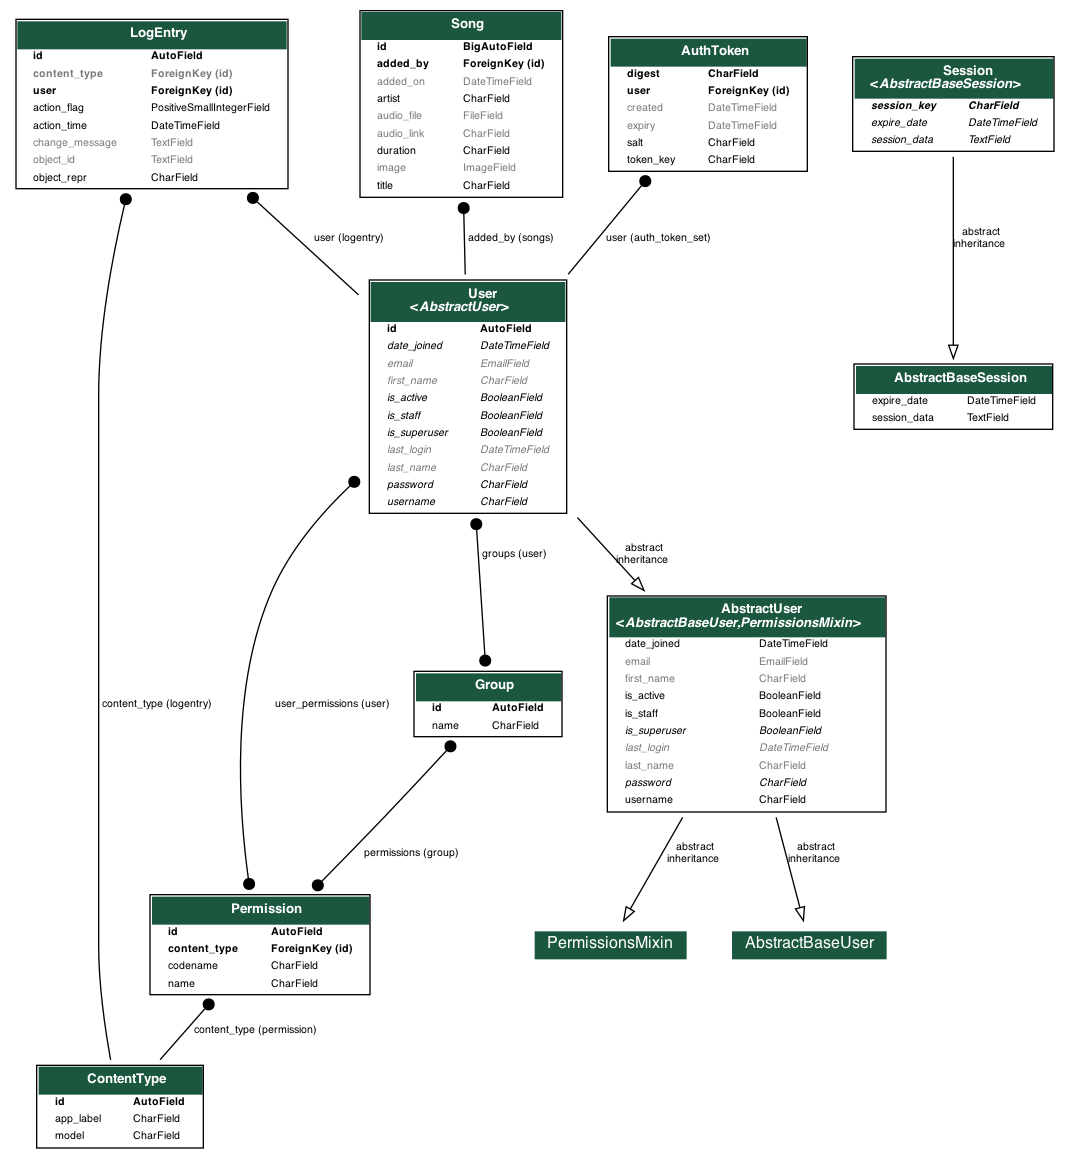 LogEntry
id AutoField
content_type ForeignKey (id)
user ForeignKey (id)
action_flag PositiveSmallIntegerField
action_time DateTimeField
change_message TextField
object_id TextField
object_repr CharField
Song
id BigAutoField
added_by ForeignKey (id)
added_on DateTimeField
artist CharField
audio_file FileField
audio_link CharField
duration CharField
image ImageField
title CharField
AuthToken
digest CharField
user ForeignKey (id)
created DateTimeField
expiry DateTimeField
salt CharField
token_key CharField
Session
<AbstractBaseSession>
session_key CharField
expire_date DateTimeField
session_data TextField
user (logentry)
added_by (songs)
user (auth_token_set)
abstract
inheritance
User
<AbstractUser>
id AutoField
date_joined DateTimeField
email EmailField
first_name CharField
is_active BooleanField
is_staff BooleanField
is_superuser BooleanField
last_login DateTimeField
last_name CharField
password CharField
username CharField
AbstractBaseSession
expire_date DateTimeField
session_data TextField
groups (user)
abstract
inheritance
AbstractUser
<AbstractBaseUser,PermissionsMixin>
date_joined DateTimeField
email EmailField
first_name CharField
is_active BooleanField
is_staff BooleanField
is_superuser BooleanField
last_login DateTimeField
last_name CharField
password CharField
username CharField
Group
id AutoField
name CharField
content_type (logentry)
user_permissions (user)
permissions (group)
abstract
inheritance
abstract
inheritance
Permission
id AutoField
content_type ForeignKey (id)
codename CharField
name CharField
PermissionsMixin
AbstractBaseUser
content_type (permission)
ContentType
id AutoField
app_label CharField
model CharField